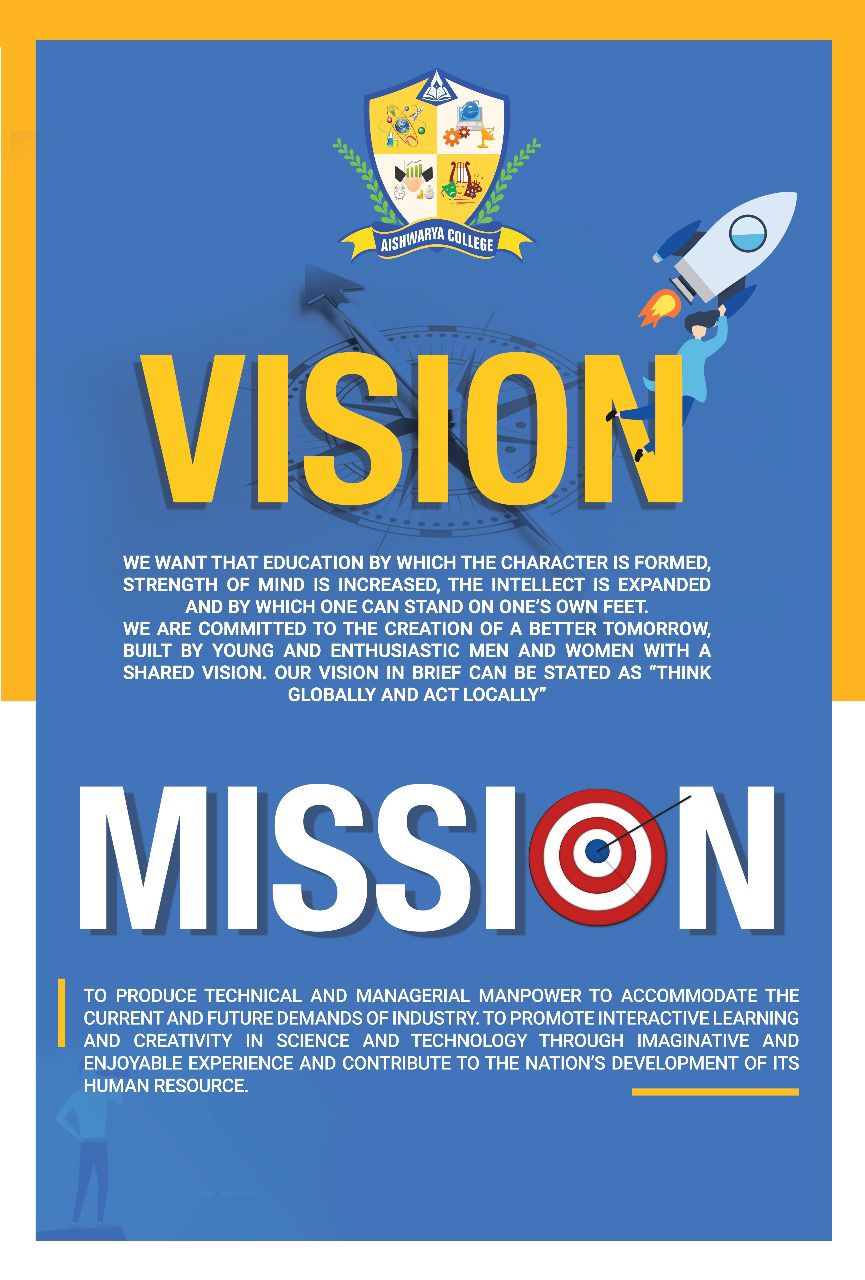 AISHWARYA COLLEGE
VISION
WE WANT THAT EDUCATION BY WHICH THE CHARACTER IS FORMED,
STRENGTH OF MIND IS INCREASED, THE INTELLECT IS EXPANDED
AND BY WHICH ONE CAN STAND ON ONE'S OWN FEET.
WE ARE COMMITTED TO THE CREATION OF A BETTER TOMORROW,
BUILT BY YOUNG AND ENTHUSIASTIC MEN AND WOMEN WITH A
SHARED VISION. OUR VISION IN BRIEF CAN BE STATED AS “THINK
GLOBALLY AND ACT LOCALLY”
MISSION
TO PRODUCE TECHNICAL AND MANAGERIAL MANPOWER TO ACCOMMODATE THE
CURRENT AND FUTURE DEMANDS OF INDUSTRY. TO PROMOTE INTERACTIVE LEARNING
AND CREATIVITY IN SCIENCE AND TECHNOLOGY THROUGH IMAGINATIVE AND
ENJOYABLE EXPERIENCE AND CONTRIBUTE TO THE NATION'S DEVELOPMENT OF ITS
HUMAN RESOURCE.